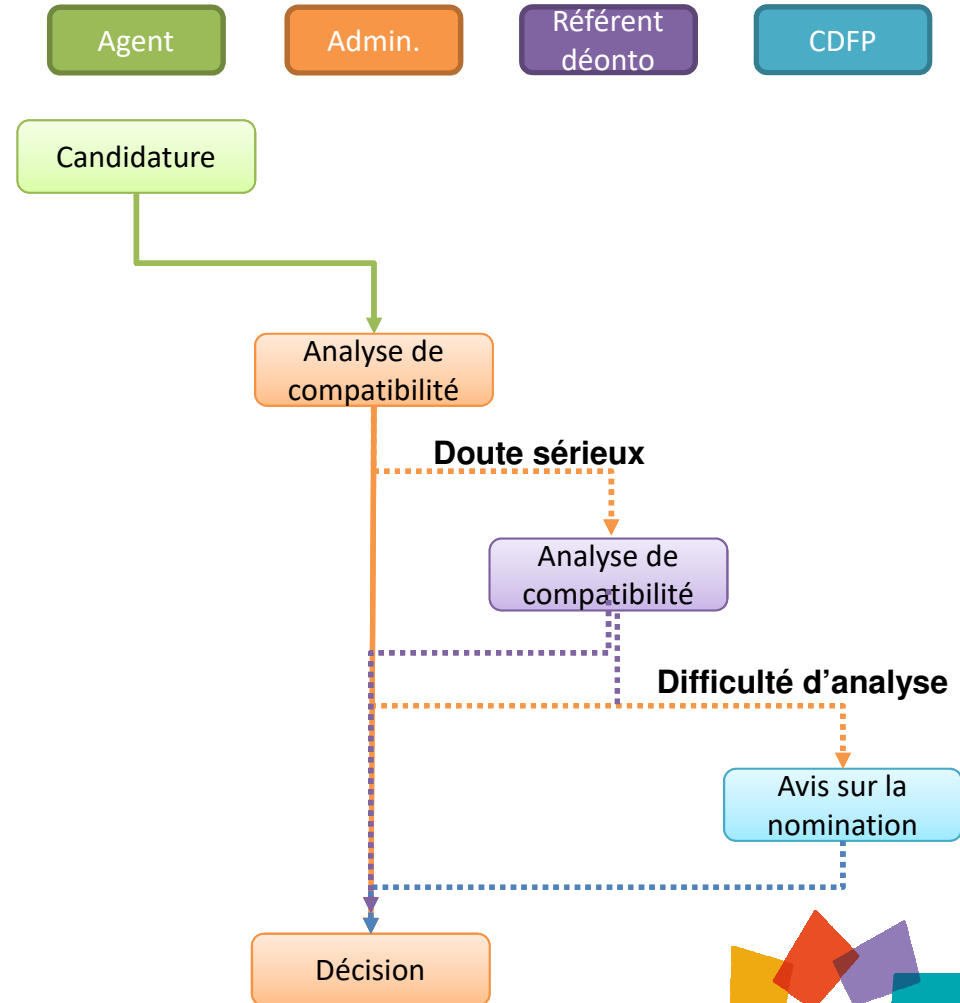 Agent
Admin.
Référent
déonto
CDFP
Candidature
Analyse de
compatibilité
Doute sérieux
Analyse de
compatibilité
Difficulté d’analyse
Avis sur la
nomination
Décision